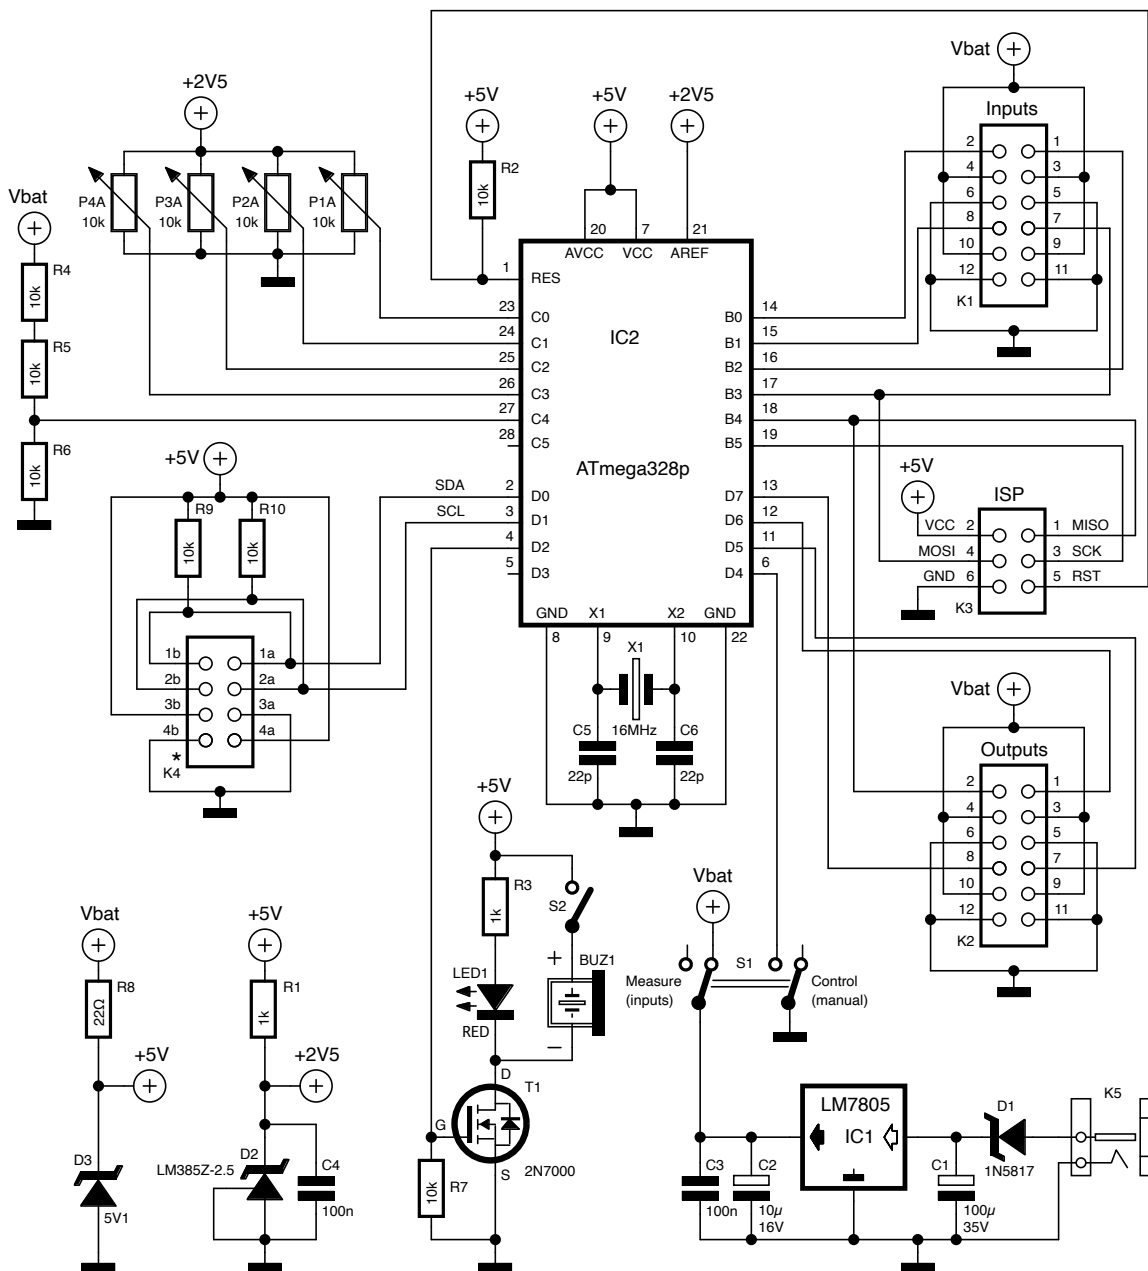 Vbat
+2V5
+5V
+5V
+2V5
Inputs
2 1
4 3
6 5
8 7
10 9
12 11
K1
R2
10k
P4A
10k
P3A
10k
P2A
10k
P1A
10k
Vbat
R4
10k
R5
10k
R6
10k
20 7 21
AVCC VCC AREF
1 RES
23 C0
24 C1
25 C2
26 C3
27 C4
28 C5
2 D0
3 D1
4 D2
5 D3
IC2
ATmega328p
B0 14
B1 15
B2 16
B3 17
B4 18
B5 19
D7 13
D6 12
D5 11
D4 6
GND X1 X2 GND
8 9 10 22
SDA
SCL
+5V
R9
10k
R10
10k
1b 1a
2b 2a
3b 3a
4b 4a
*
K4
+5V
ISP
VCC 2 1 MISO
MOSI 4 3 SCK
GND 6 5 RST
K3
X1
16MHz
C5
22p
C6
22p
Vbat
Outputs
2 1
4 3
6 5
8 7
10 9
12 11
K2
+5V
R3
1k
S2
LED1
RED
+
BUZ1
–
D
T1
G
S
2N7000
R7
10k
Vbat
Measure
(inputs)
S1
Control
(manual)
Vbat
R8
22Ω
+5V
D3
5V1
+5V
R1
1k
+2V5
D2
LM385Z-2.5
C4
100n
C3
100n
C2
10µ
16V
LM7805
IC1
C1
100µ
35V
D1
1N5817
K5